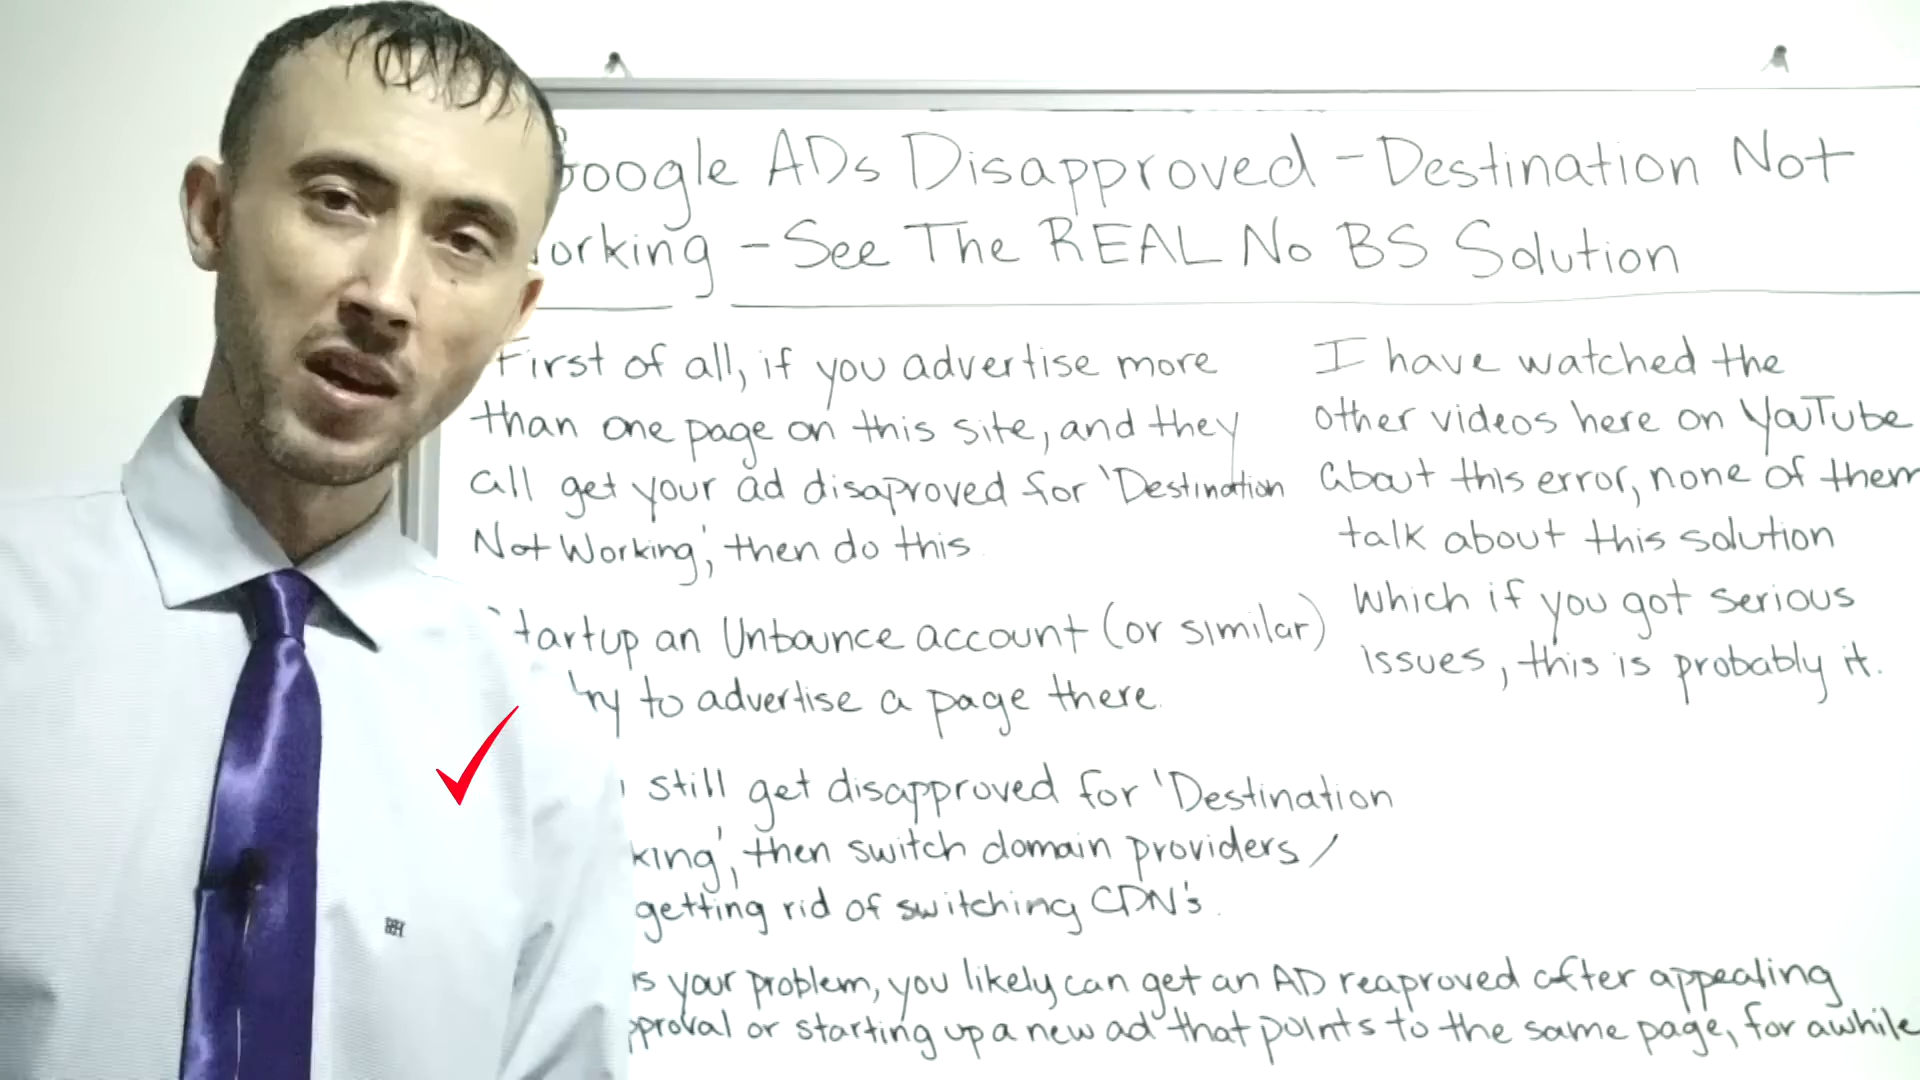 Google ADs Disapproved - Destination Not
Working - See The REAL No BS Solution
First of all, if you advertise more
than one page on this site, and they
all get your ad disaproved for 'Destination
Not Working', then do this
Startup an Unbounce account (or similar)
try to advertise a page there.
still get disapproved for 'Destination
king', then switch domain providers/
getting rid of switching CDN's.
is your problem, you likely can get an AD reaproved after appealing
pproval or starting up a new ad that points to the same page, for awhile
I have watched the
other videos here on YouTube
about this error, none of them
talk about this solution
which if you got serious
issues, this is probably it.